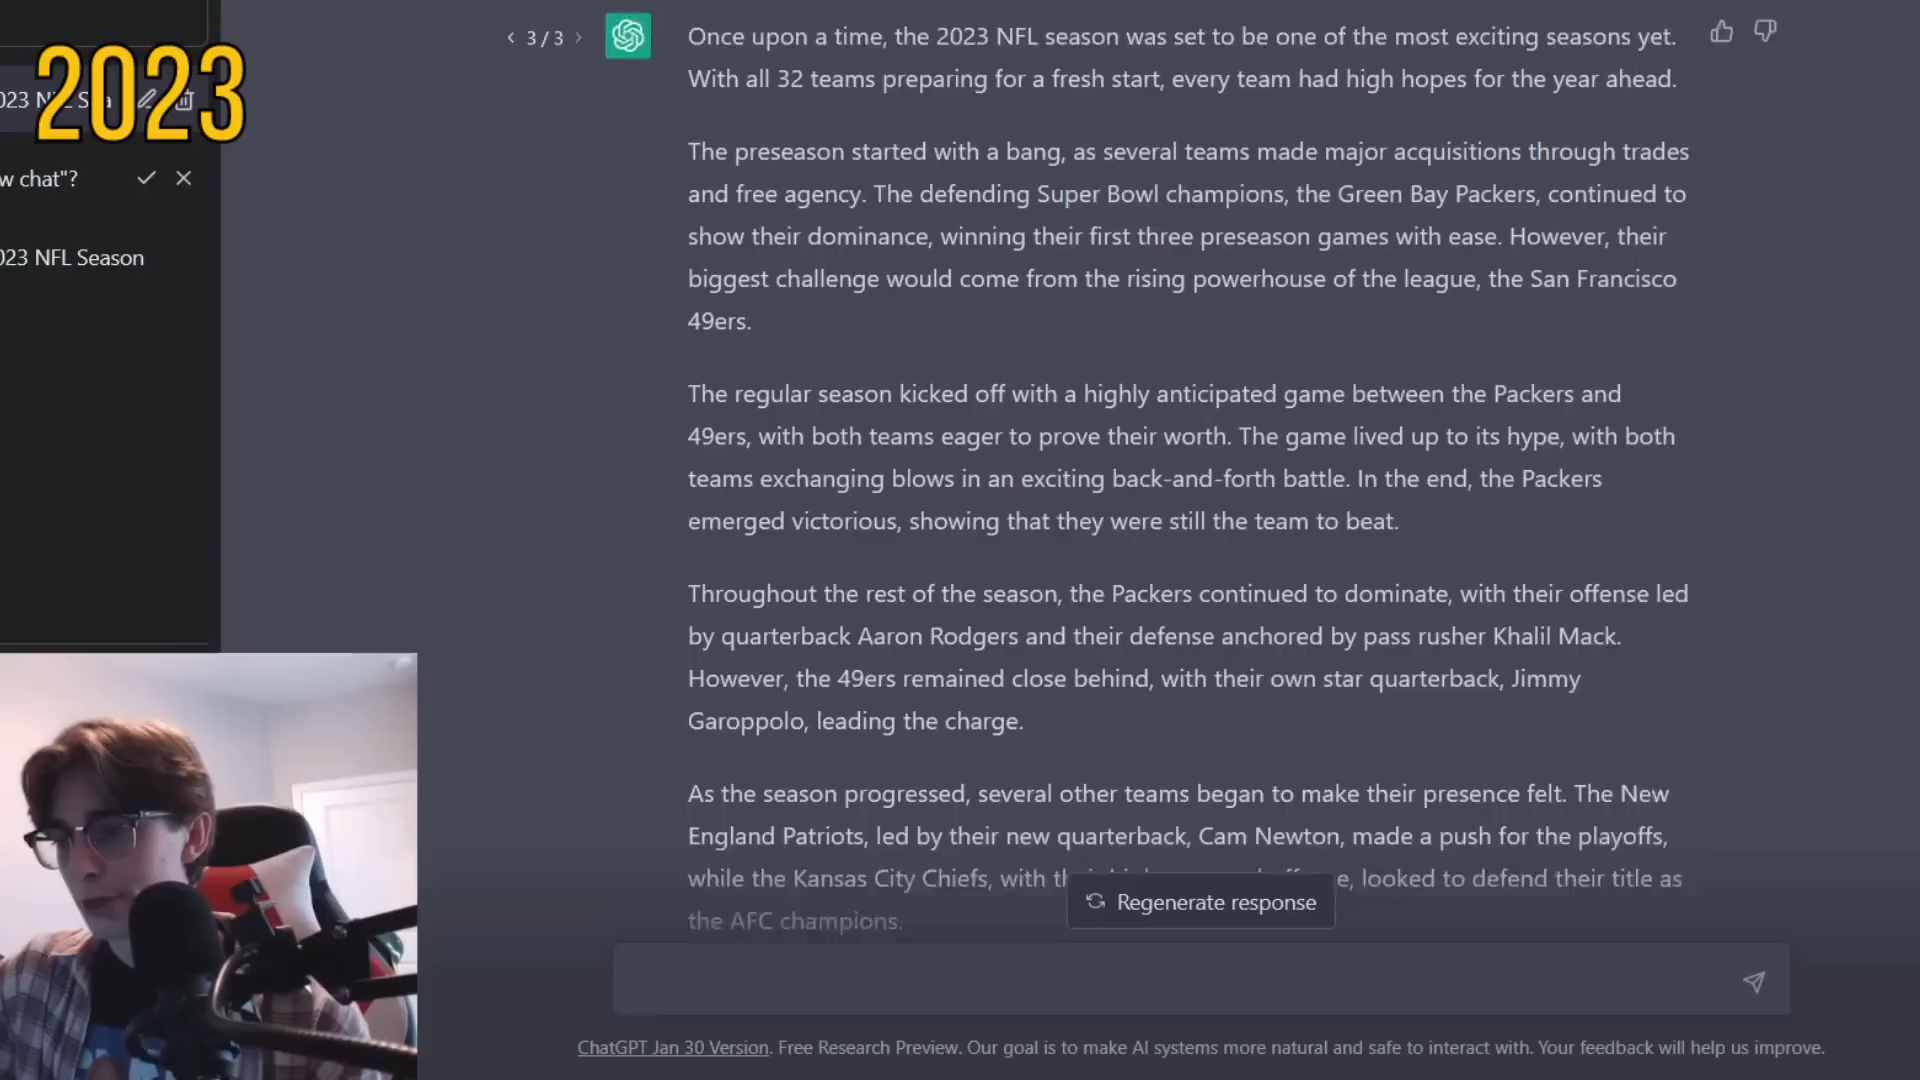 2023
023 N
w chat"?
023 NFL Season
< 3 / 3 >
Once upon a time, the 2023 NFL season was set to be one of the most exciting seasons yet.
With all 32 teams preparing for a fresh start, every team had high hopes for the year ahead.
The preseason started with a bang, as several teams made major acquisitions through trades
and free agency. The defending Super Bowl champions, the Green Bay Packers, continued to
show their dominance, winning their first three preseason games with ease. However, their
biggest challenge would come from the rising powerhouse of the league, the San Francisco
49ers.
The regular season kicked off with a highly anticipated game between the Packers and
49ers, with both teams eager to prove their worth. The game lived up to its hype, with both
teams exchanging blows in an exciting back-and-forth battle. In the end, the Packers
emerged victorious, showing that they were still the team to beat.
Throughout the rest of the season, the Packers continued to dominate, with their offense led
by quarterback Aaron Rodgers and their defense anchored by pass rusher Khalil Mack.
However, the 49ers remained close behind, with their own star quarterback, Jimmy
Garoppolo, leading the charge.
As the season progressed, several other teams began to make their presence felt. The New
England Patriots, led by their new quarterback, Cam Newton, made a push for the playoffs,
while the Kansas City Chiefs, with looked to defend their title as
the AFC champions.
Regenerate response
ChatGPT Jan 30 Version. Free Research Preview. Our goal is to make AI systems more natural and safe to interact with. Your feedback will help us improve.